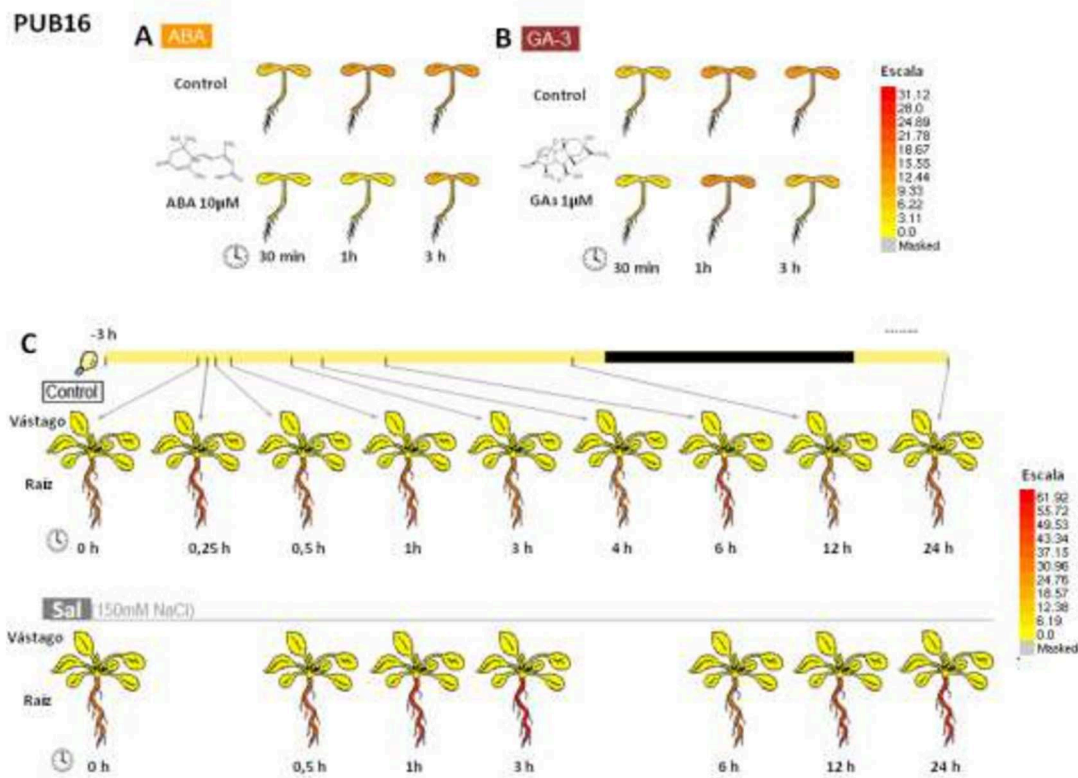 PUB16
A ABA
Control
ABA 10µM
30 min 1h 3 h
B GA-3
Control
GA₃ 1µM
30 min 1h 3 h
Escala
31.12
28.0
24.89
21.78
18.67
15.55
12.44
9.33
6.22
3.11
0.0
Masked
C
-3 h
Control
Vástago
Raíz
0 h 0,25 h 0,5 h 1h 3 h 4 h 6 h 12 h 24 h
Sal (150mM NaCl)
Vástago
Raíz
0 h 0,5 h 1h 3 h 6 h 12 h 24 h
Escala
61.92
55.72
49.53
43.34
37.15
30.96
24.76
18.57
12.38
6.19
0.0
Masked